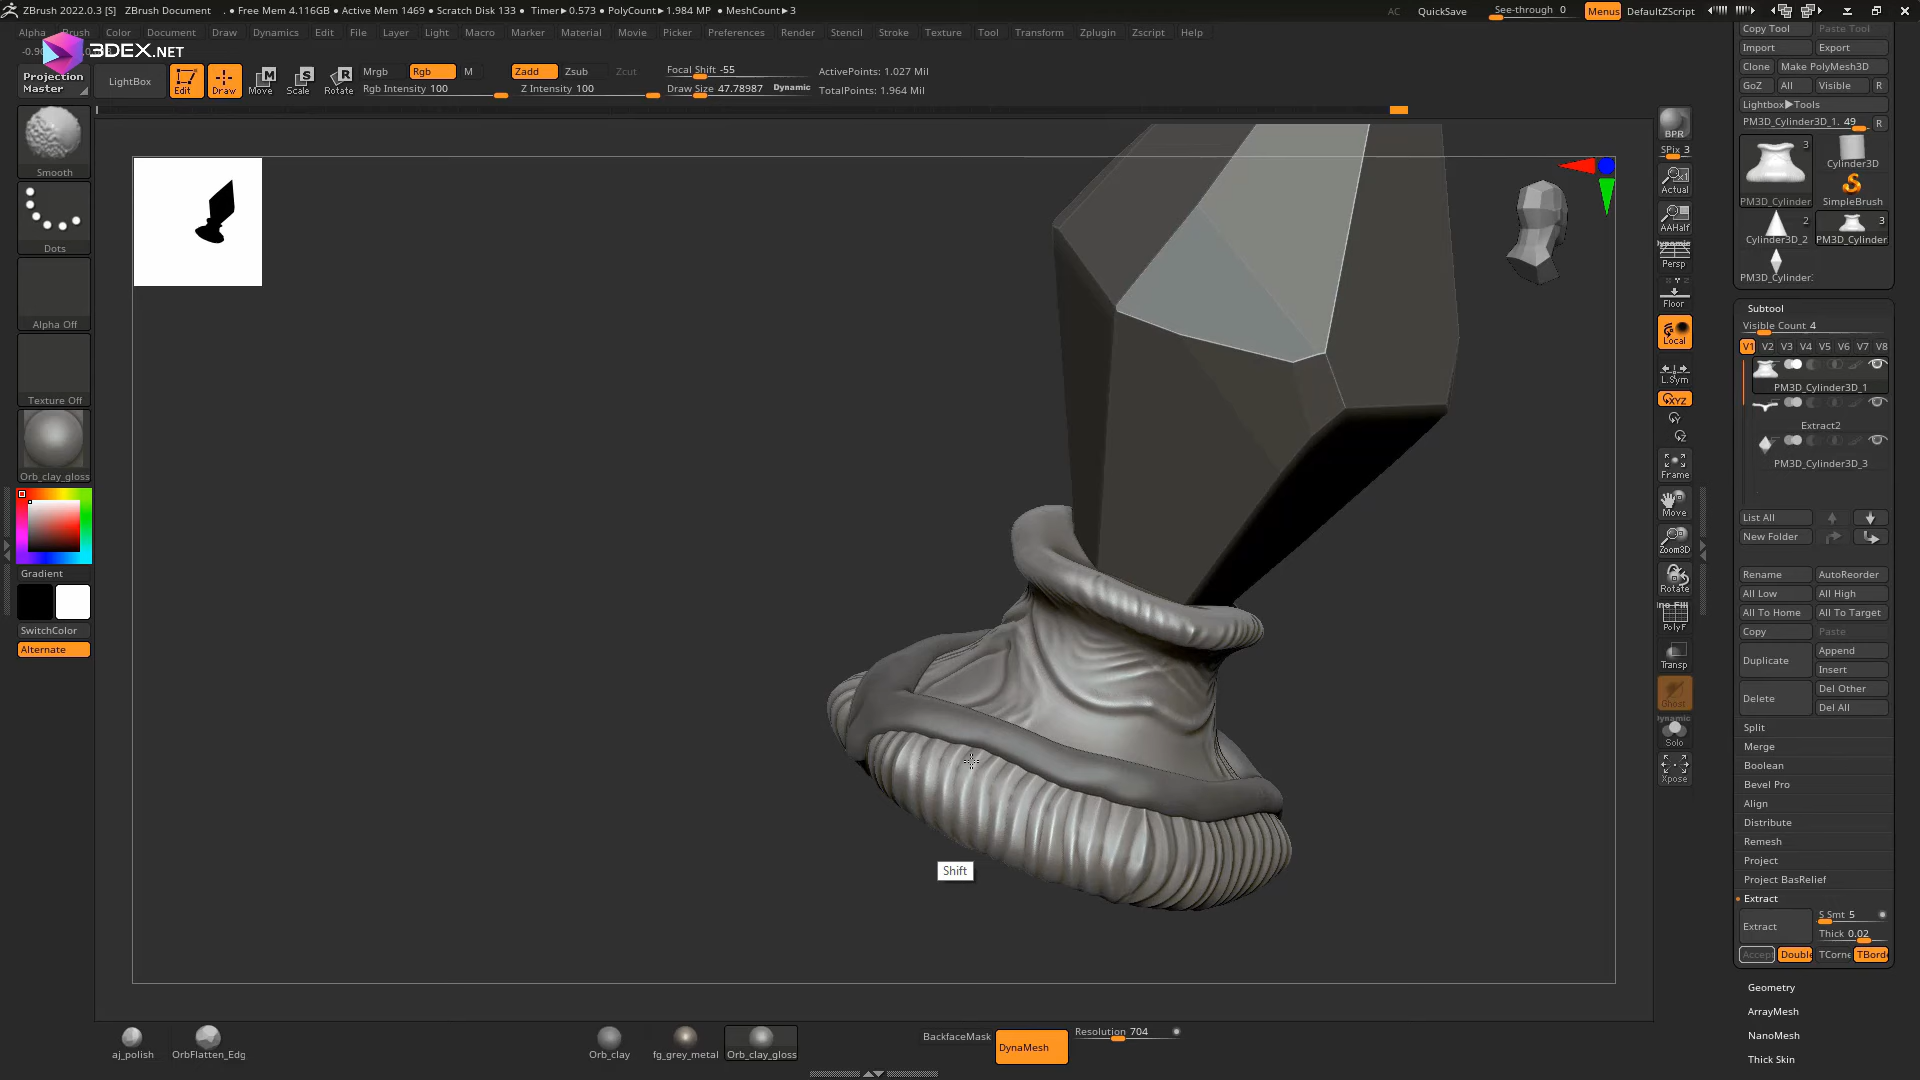 ZBrush 2022.0.3 [S] ZBrush Document . • Free Mem 4.116GB • Active Mem 1469 • Scratch Disk 133 • Timer▶0.573 • PolyCount▶1.984 MP • MeshCount▶3 AC QuickSave See-through 0 Menus DefaultZScript
Alpha Brush Color Document Draw Dynamics Edit File Layer Light Macro Marker Material Movie Picker Preferences Render Stencil Stroke Texture Tool Transform Zplugin Zscript Help
3DEX.NET
Projection Master
LightBox
Edit Draw Move Scale Rotate
Mrgb Rgb M
Rgb Intensity 100
Zadd Zsub Zcut
Z Intensity 100
Focal Shift -55
Draw Size 47.78987 Dynamic
ActivePoints: 1.027 Mil
TotalPoints: 1.964 Mil
Smooth
Dots
Alpha Off
Texture Off
Orb_clay_gloss
Gradient
SwitchColor
Alternate
Shift
BPR
SPix 3
Actual
AAHalf
Dynamic
Persp
Floor
Local
L.Sym
XYZ
Y
Z
Frame
Move
Zoom3D
Rotate
PolyF
Transp
Ghost
Dynamic
Solo
Xpose
Copy Tool Paste Tool
Import Export
Clone Make PolyMesh3D
GoZ All Visible R
Lightbox▶Tools
PM3D_Cylinder3D_1. 49 R
3
Cylinder3D
PM3D_Cylinder SimpleBrush
2 3
Cylinder3D_2 PM3D_Cylinder
PM3D_Cylinder
Subtool
Visible Count 4
V1 V2 V3 V4 V5 V6 V7 V8
PM3D_Cylinder3D_1
Extract2
PM3D_Cylinder3D_3
List All
New Folder
Rename AutoReorder
All Low All High
All To Home All To Target
Copy Paste
Duplicate Append
Insert
Delete Del Other
Del All
Split
Merge
Boolean
Bevel Pro
Align
Distribute
Remesh
Project
Project BasRelief
Extract
Extract S Smt 5
Thick 0.02
Accept Double TCorne TBorde
Geometry
ArrayMesh
NanoMesh
Thick Skin
aj_polish OrbFlatten_Edg Orb_clay fg_grey_metal Orb_clay_gloss BackfaceMask DynaMesh Resolution 704